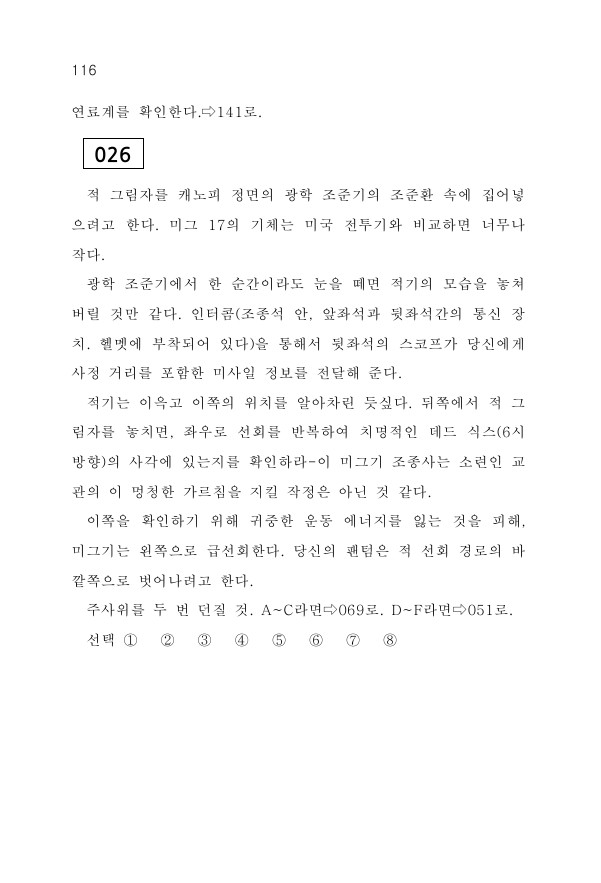 116
연료계를 확인한다.⇨141로.
026
적 그림자를 캐노피 정면의 광학 조준기의 조준환 속에 집어넣
으려고 한다. 미그 17의 기체는 미국 전투기와 비교하면 너무나
작다.
광학 조준기에서 한 순간이라도 눈을 떼면 적기의 모습을 놓쳐
버릴 것만 같다. 인터콤(조종석 안, 앞좌석과 뒷좌석간의 통신 장
치. 헬멧에 부착되어 있다)을 통해서 뒷좌석의 스코프가 당신에게
사정 거리를 포함한 미사일 정보를 전달해 준다.
적기는 이윽고 이쪽의 위치를 알아차린 듯싶다. 뒤쪽에서 적 그
림자를 놓치면, 좌우로 선회를 반복하여 치명적인 데드 식스(6시
방향)의 사각에 있는지를 확인하라-이 미그기 조종사는 소련인 교
관의 이 멍청한 가르침을 지킬 작정은 아닌 것 같다.
이쪽을 확인하기 위해 귀중한 운동 에너지를 잃는 것을 피해,
미그기는 왼쪽으로 급선회한다. 당신의 팬텀은 적 선회 경로의 바
깥쪽으로 벗어나려고 한다.
주사위를 두 번 던질 것. A~C라면⇨069로. D~F라면⇨051로.
선택 ① ② ③ ④ ⑤ ⑥ ⑦ ⑧